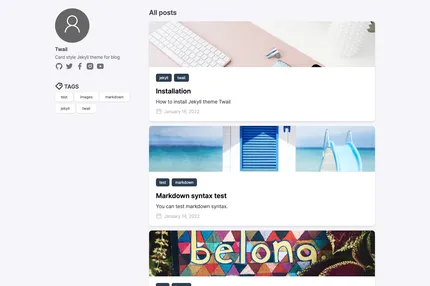 All posts
Twail
Card style Jekyll theme for blog
TAGS
test
images
markdown
jekyll
twail
jekyll
twail
Installation
How to install Jekyll theme Twail
January 16, 2022
test
markdown
Markdown syntax test
You can test markdown syntax.
January 16, 2022
belong